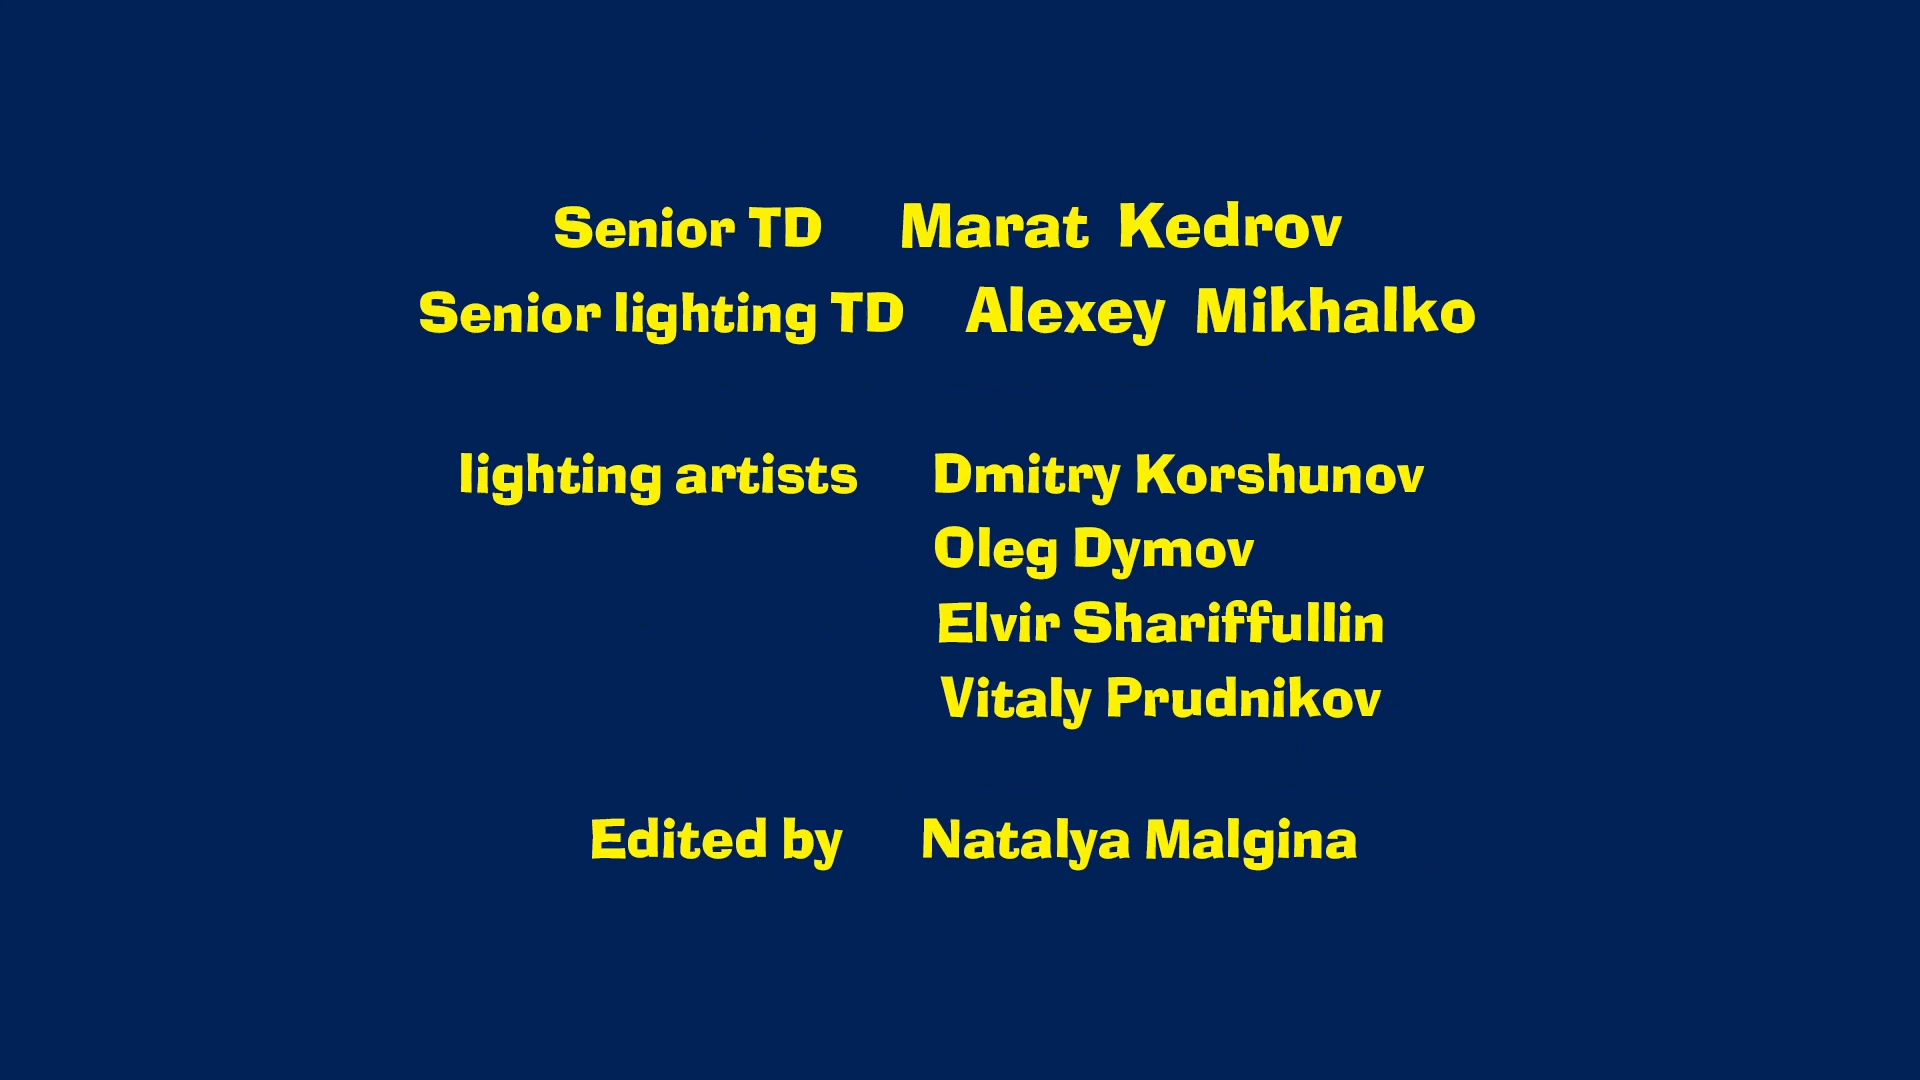 Senior TD Marat Kedrov
Senior lighting TD Alexey Mikhalko
lighting artists Dmitry Korshunov
Oleg Dymov
Elvir Shariffullin
Vitaly Prudnikov
Edited by Natalya Malgina